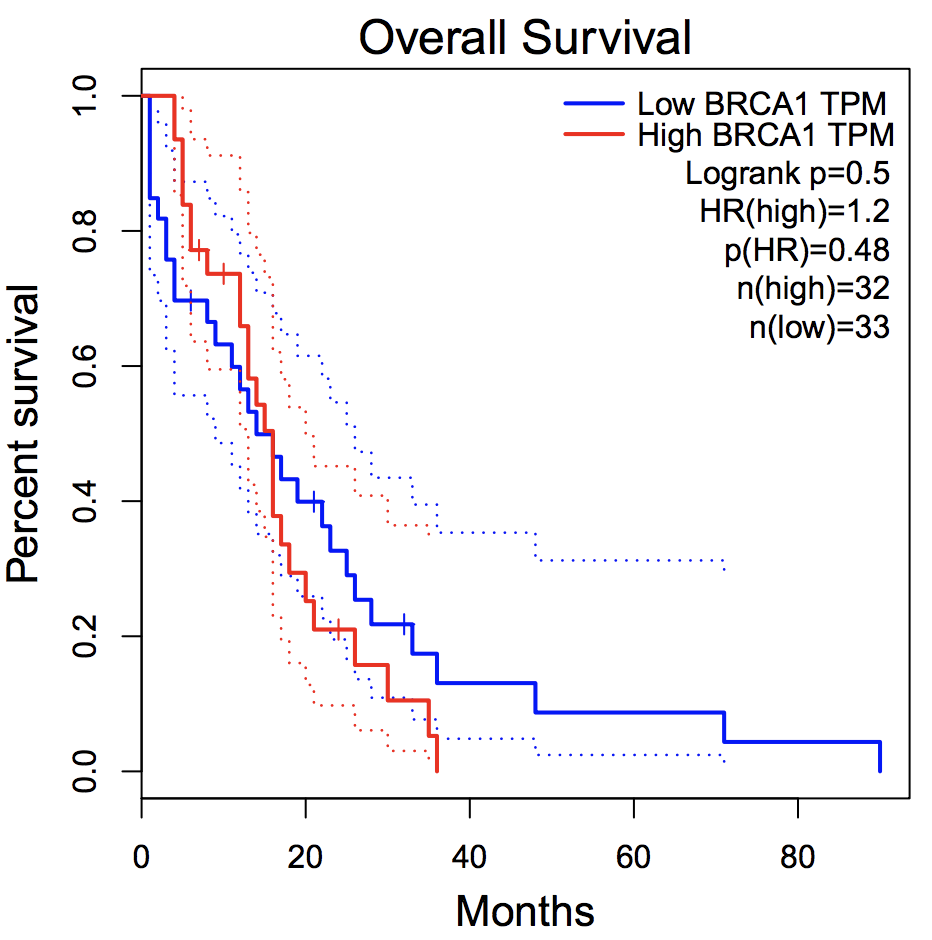 Overall Survival
Low BRCA1 TPM
High BRCA1 TPM
Logrank p=0.5
HR(high)=1.2
p(HR)=0.48
n(high)=32
n(low)=33
Percent survival
1.0
0.8
0.6
0.4
0.2
0.0
0 20 40 60 80
Months